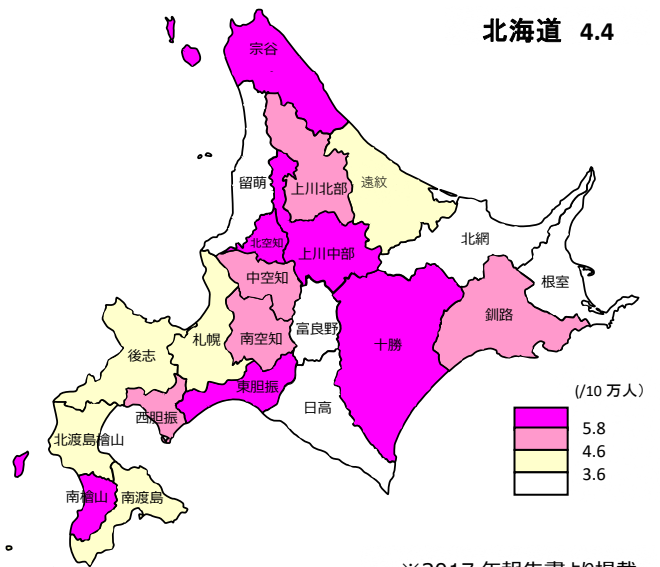 北海道 4.4
宗谷
留萌
上川北部
遠紋
北空知
上川中部
北網
中空知
根室
富良野
釧路
札幌
南空知
十勝
後志
東胆振
(/10 万人)
日高
西胆振
5.8
4.6
3.6
北渡島檜山
南檜山
南渡島